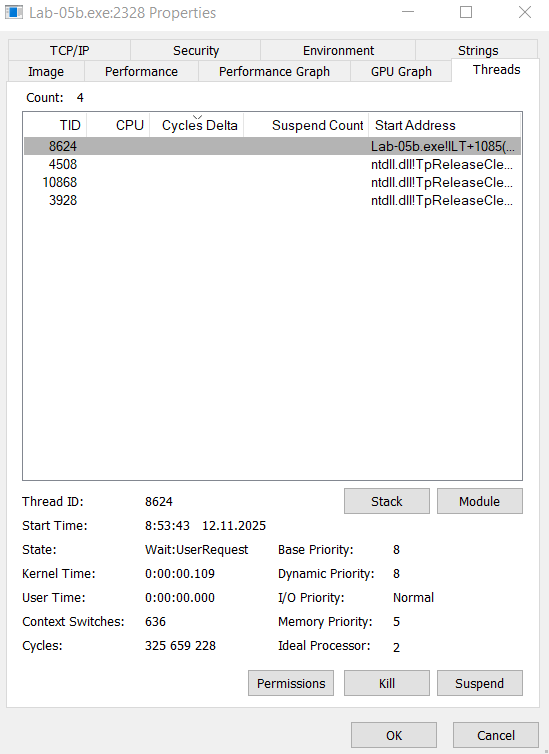 Lab-05b.exe:2328 Properties
TCP/IP Security Environment Strings
Image Performance Performance Graph GPU Graph Threads
Count: 4
TID CPU Cycles Delta Suspend Count Start Address
8624 Lab-05b.exe!ILT+1085(...
4508 ntdll.dll!TpReleaseCle...
10868 ntdll.dll!TpReleaseCle...
3928 ntdll.dll!TpReleaseCle...
Thread ID: 8624 Stack Module
Start Time: 8:53:43 12.11.2025
State: Wait:UserRequest Base Priority: 8
Kernel Time: 0:00:00.109 Dynamic Priority: 8
User Time: 0:00:00.000 I/O Priority: Normal
Context Switches: 636 Memory Priority: 5
Cycles: 325 659 228 Ideal Processor: 2
Permissions Kill Suspend
OK Cancel